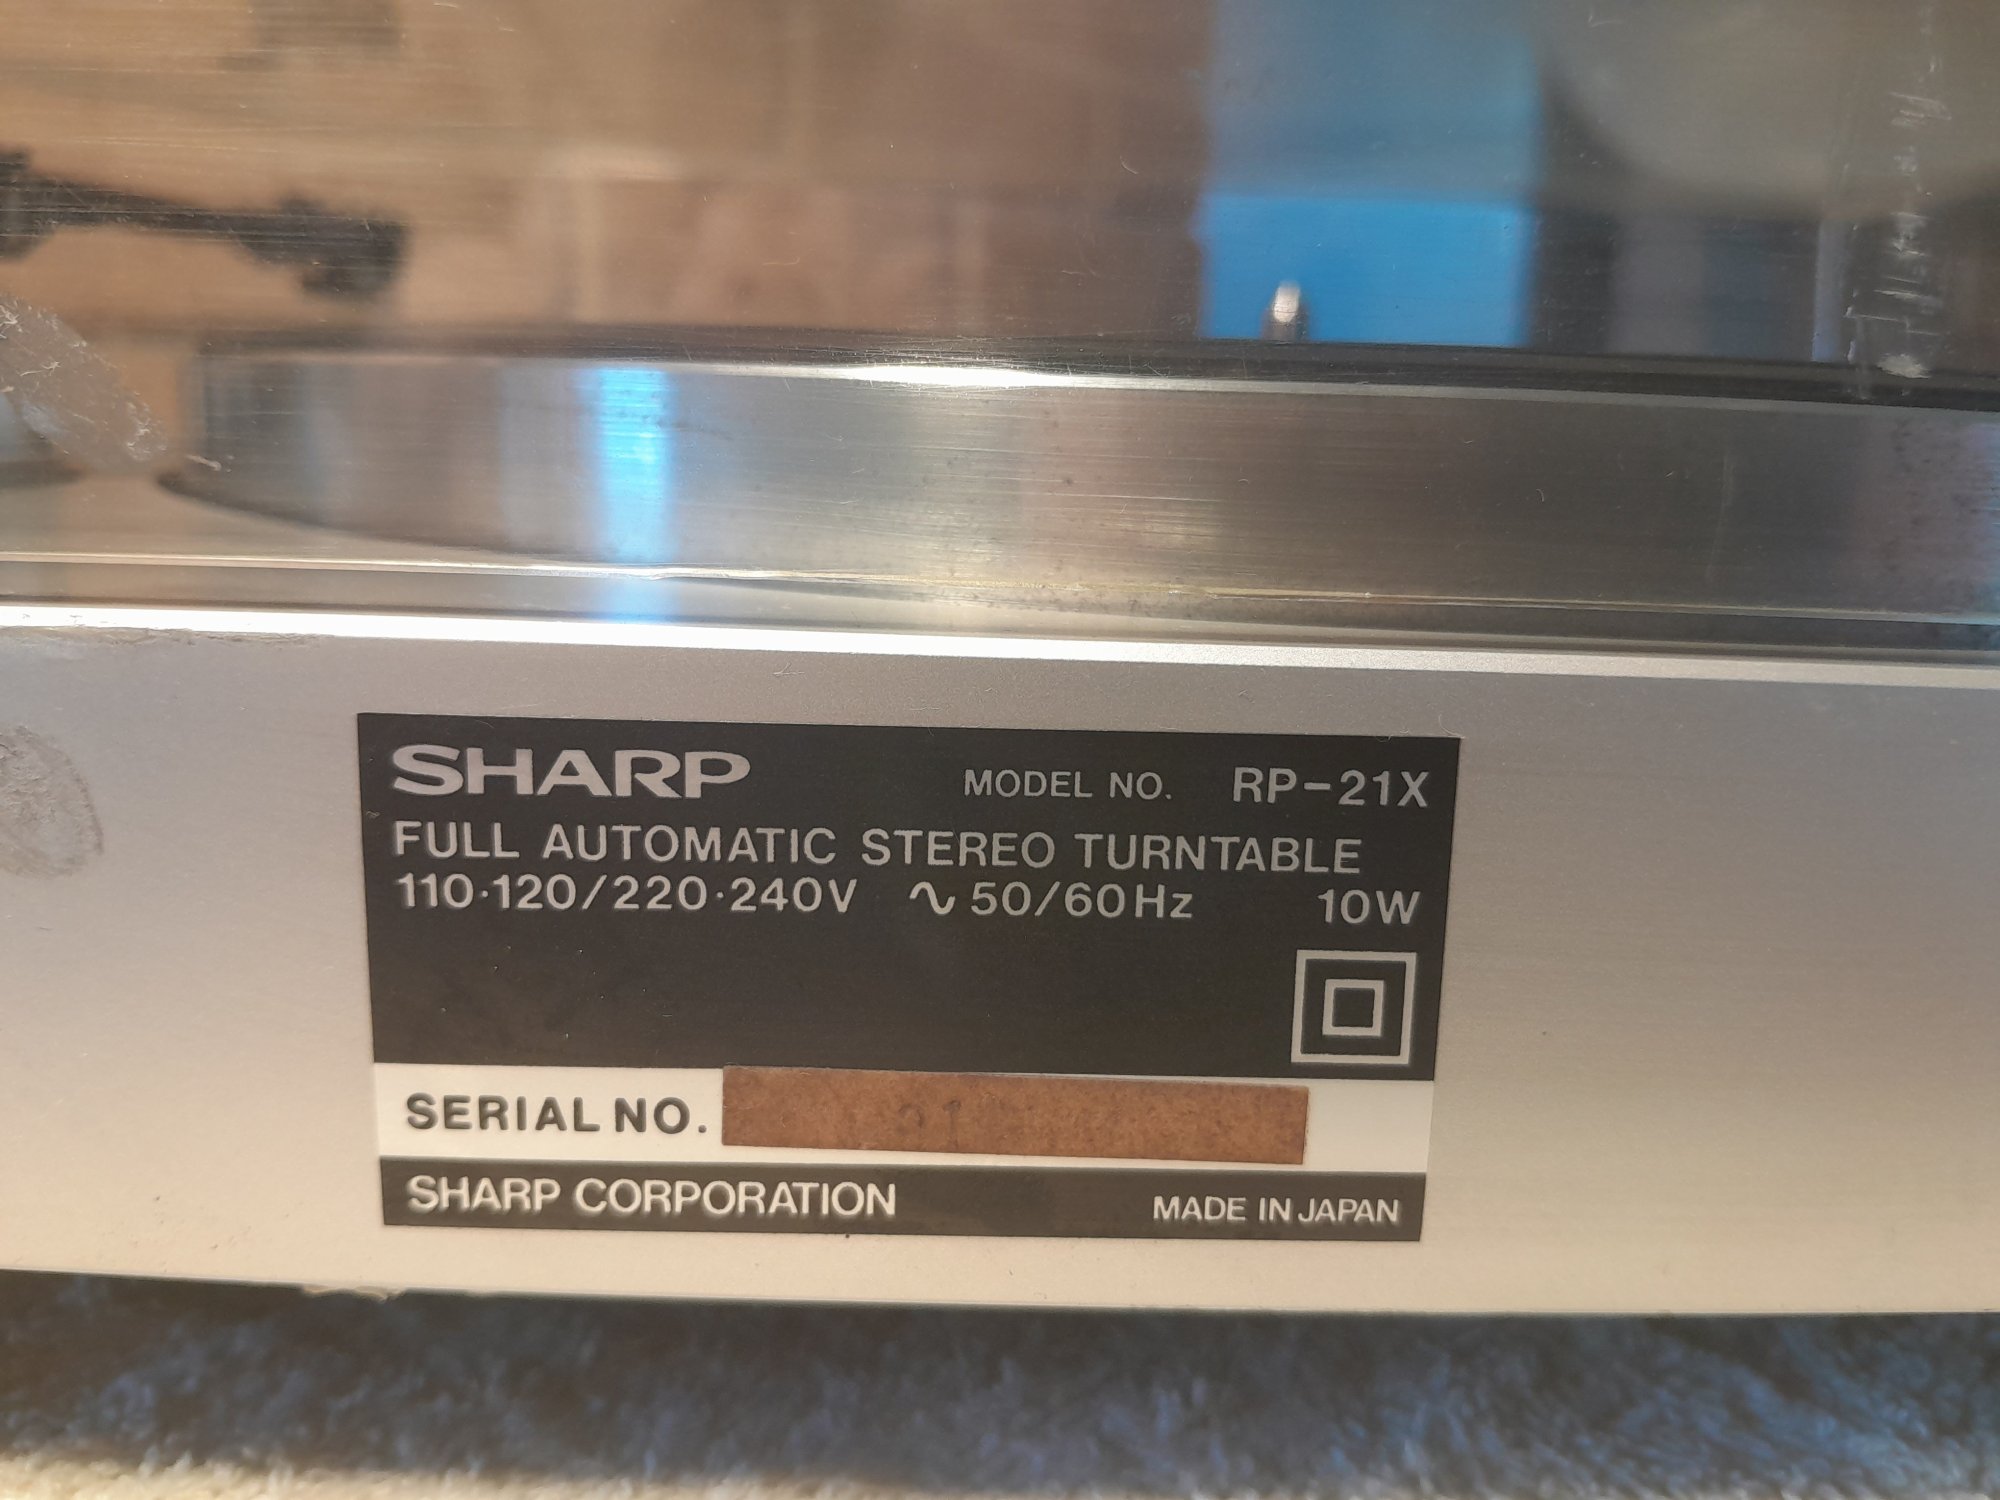 SHARP MODEL NO. RP-21X
FULL AUTOMATIC STEREO TURNTABLE
110·120/220·240V ∿ 50/60Hz 10W
SERIAL NO.
SHARP CORPORATION MADE IN JAPAN